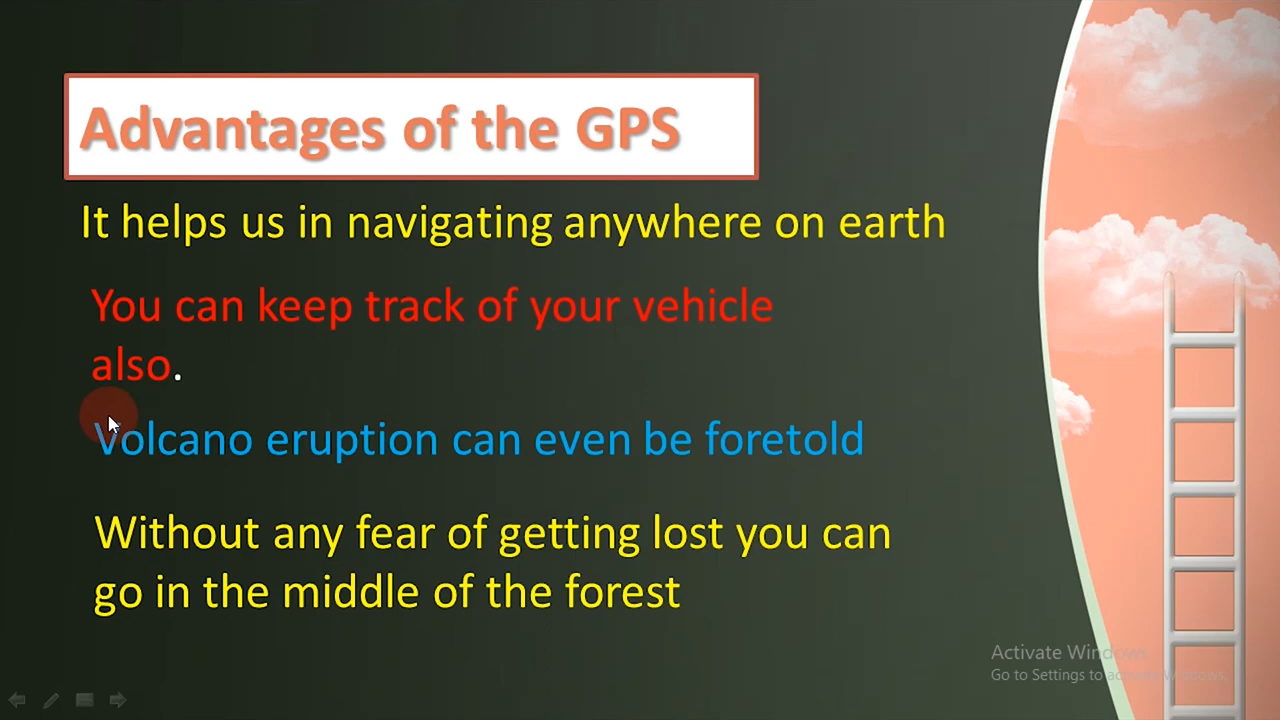 Advantages of the GPS
It helps us in navigating anywhere on earth
You can keep track of your vehicle
also.
Volcano eruption can even be foretold
Without any fear of getting lost you can
go in the middle of the forest
Activate Windows
Go to Settings to activate Windows.